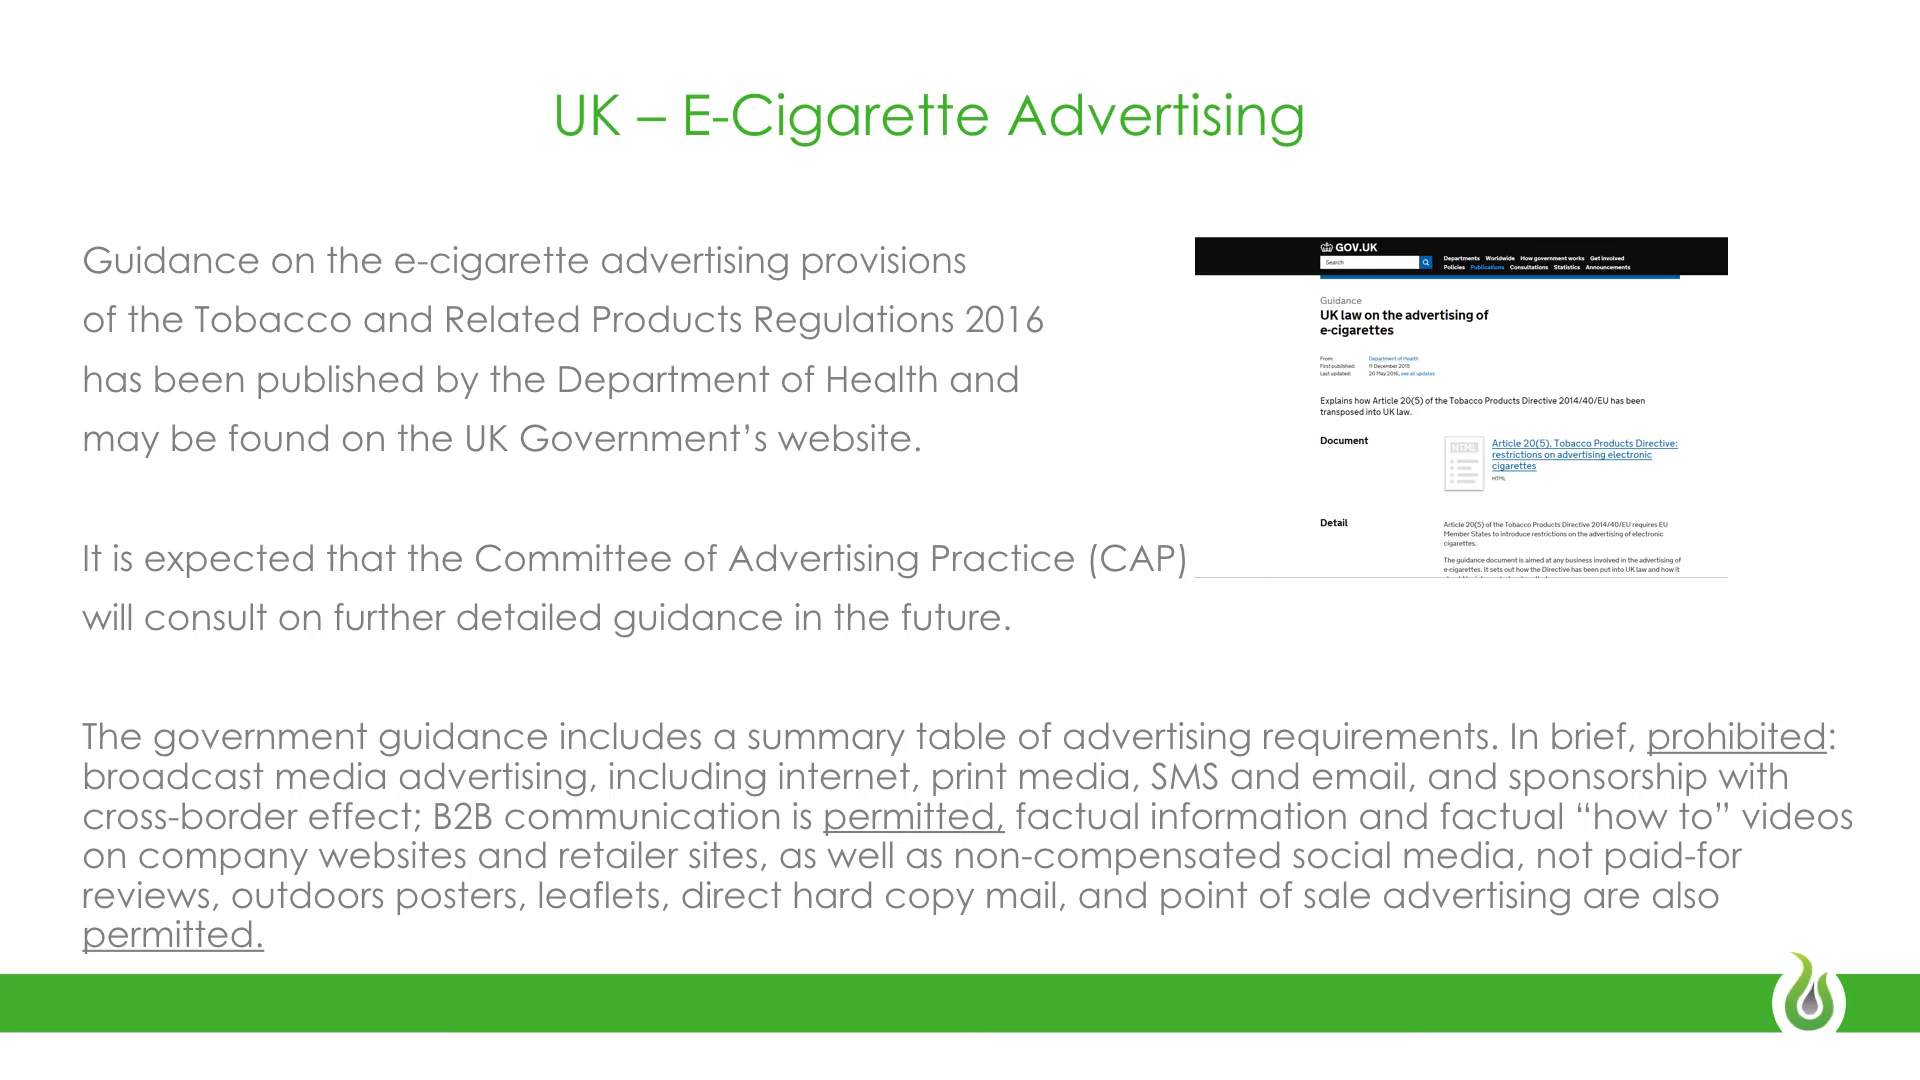 UK – E-Cigarette Advertising
Guidance on the e-cigarette advertising provisions
of the Tobacco and Related Products Regulations 2016
has been published by the Department of Health and
may be found on the UK Government’s website.
It is expected that the Committee of Advertising Practice (CAP)
will consult on further detailed guidance in the future.
GOV.UK
Search
Departments Worldwide How government works Get involved
Policies Publications Consultations Statistics Announcements
Guidance
UK law on the advertising of
e-cigarettes
From: Department of Health
First published: 11 December 2015
Last updated: 20 May 2016, see all updates
Explains how Article 20(5) of the Tobacco Products Directive 2014/40/EU has been
transposed into UK law.
Document
HTML
Article 20(5), Tobacco Products Directive:
restrictions on advertising electronic
cigarettes
HTML
Detail
Article 20(5) of the Tobacco Products Directive 2014/40/EU requires EU
Member States to introduce restrictions on the advertising of electronic
cigarettes.
The guidance document is aimed at any business involved in the advertising of
e-cigarettes. It sets out how the Directive has been put into UK law and how it
The government guidance includes a summary table of advertising requirements. In brief, prohibited:
broadcast media advertising, including internet, print media, SMS and email, and sponsorship with
cross-border effect; B2B communication is permitted, factual information and factual “how to” videos
on company websites and retailer sites, as well as non-compensated social media, not paid-for
reviews, outdoors posters, leaflets, direct hard copy mail, and point of sale advertising are also
permitted.